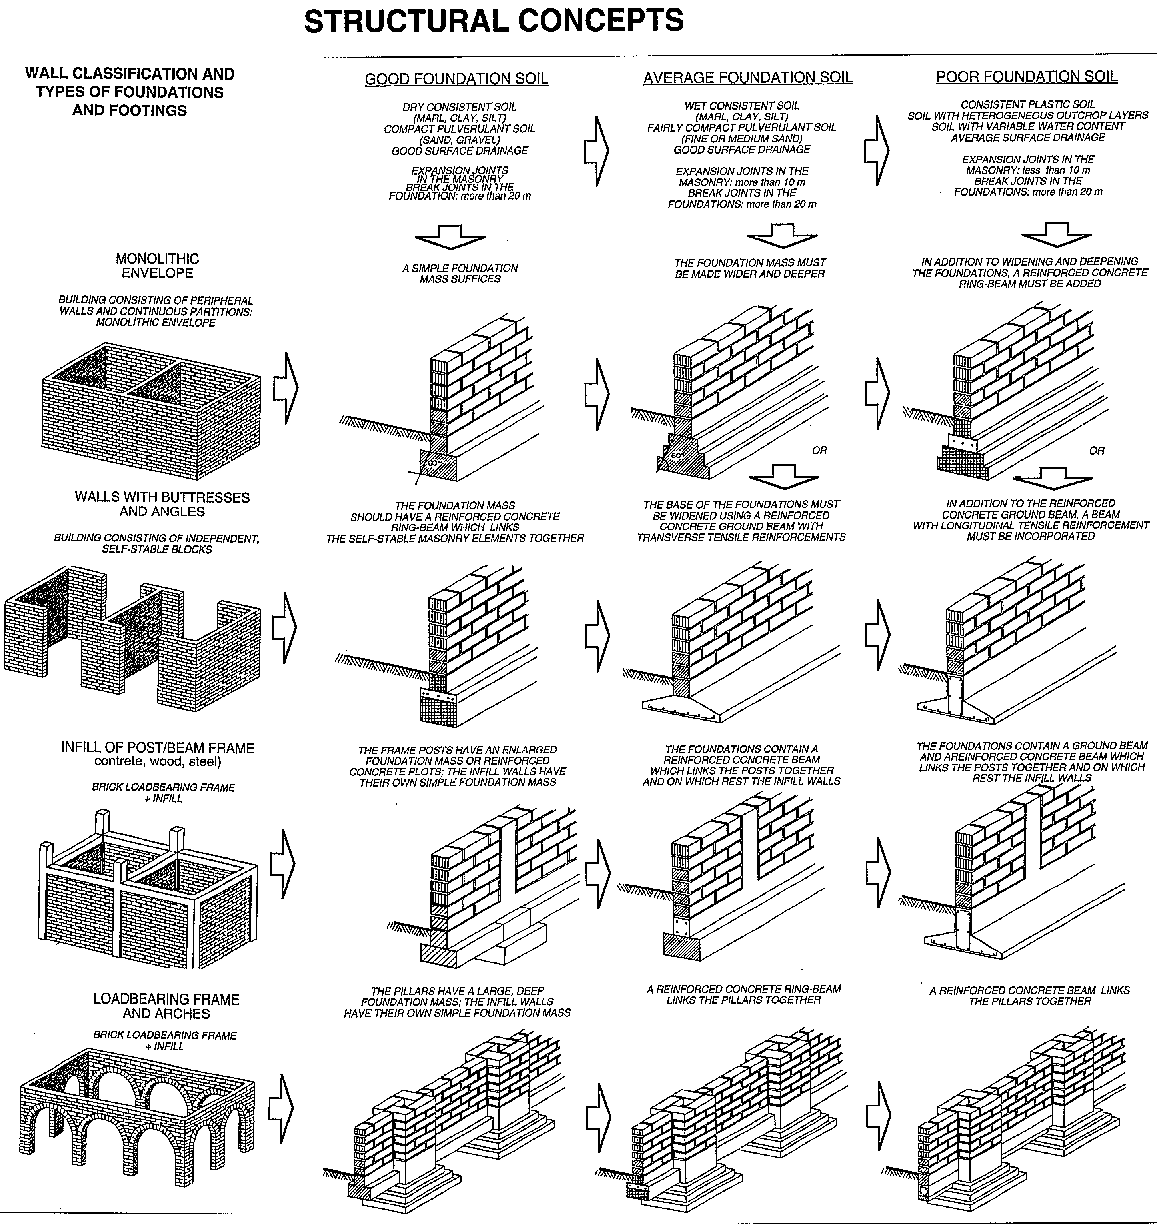 STRUCTURAL CONCEPTS
WALL CLASSIFICATION AND
TYPES OF FOUNDATIONS
AND FOOTINGS
GOOD FOUNDATION SOIL
DRY CONSISTENT SOIL
(MARL, CLAY, SILT)
COMPACT PULVERULANT SOIL
(SAND, GRAVEL)
GOOD SURFACE DRAINAGE
EXPANSION JOINTS
IN THE MASONRY
BREAK JOINTS IN THE
FOUNDATION: more than 20 m
AVERAGE FOUNDATION SOIL
WET CONSISTENT SOIL
(MARL, CLAY, SILT)
FAIRLY COMPACT PULVERULANT SOIL
(FINE OR MEDIUM SAND)
GOOD SURFACE DRAINAGE
EXPANSION JOINTS IN THE
MASONRY: more than 10 m
BREAK JOINTS IN THE
FOUNDATIONS: more than 20 m
POOR FOUNDATION SOIL
CONSISTENT PLASTIC SOIL
SOIL WITH HETEROGENEOUS OUTCROP LAYERS
SOIL WITH VARIABLE WATER CONTENT
AVERAGE SURFACE DRAINAGE
EXPANSION JOINTS IN THE
MASONRY: less than 10 m
BREAK JOINTS IN THE
FOUNDATIONS: more than 20 m
MONOLITHIC
ENVELOPE
BUILDING CONSISTING OF PERIPHERAL
WALLS AND CONTINUOUS PARTITIONS:
MONOLITHIC ENVELOPE
A SIMPLE FOUNDATION
MASS SUFFICES
THE FOUNDATION MASS MUST
BE MADE WIDER AND DEEPER
OR
IN ADDITION TO WIDENING AND DEEPENING
THE FOUNDATIONS, A REINFORCED CONCRETE
RING-BEAM MUST BE ADDED
OR
WALLS WITH BUTTRESSES
AND ANGLES
BUILDING CONSISTING OF INDEPENDENT,
SELF-STABLE BLOCKS
THE FOUNDATION MASS
SHOULD HAVE A REINFORCED CONCRETE
RING-BEAM WHICH LINKS
THE SELF-STABLE MASONRY ELEMENTS TOGETHER
THE BASE OF THE FOUNDATIONS MUST
BE WIDENED USING A REINFORCED
CONCRETE GROUND BEAM WITH
TRANSVERSE TENSILE REINFORCEMENTS
IN ADDITION TO THE REINFORCED
CONCRETE GROUND BEAM, A BEAM
WITH LONGITUDINAL TENSILE REINFORCEMENT
MUST BE INCORPORATED
INFILL OF POST/BEAM FRAME
contrete, wood, steel)
BRICK LOADBEARING FRAME
+ INFILL
THE FRAME POSTS HAVE AN ENLARGED
FOUNDATION MASS OR REINFORCED
CONCRETE PLOTS; THE INFILL WALLS HAVE
THEIR OWN SIMPLE FOUNDATION MASS
THE FOUNDATIONS CONTAIN A
REINFORCED CONCRETE BEAM
WHICH LINKS THE POSTS TOGETHER
AND ON WHICH REST THE INFILL WALLS
THE FOUNDATIONS CONTAIN A GROUND BEAM
AND AREINFORCED CONCRETE BEAM WHICH
LINKS THE POSTS TOGETHER AND ON WHICH
REST THE INFILL WALLS
LOADBEARING FRAME
AND ARCHES
BRICK LOADBEARING FRAME
+ INFILL
THE PILLARS HAVE A LARGE, DEEP
FOUNDATION MASS; THE INFILL WALLS
HAVE THEIR OWN SIMPLE FOUNDATION MASS
A REINFORCED CONCRETE RING-BEAM
LINKS THE PILLARS TOGETHER
A REINFORCED CONCRETE BEAM LINKS
THE PILLARS TOGETHER